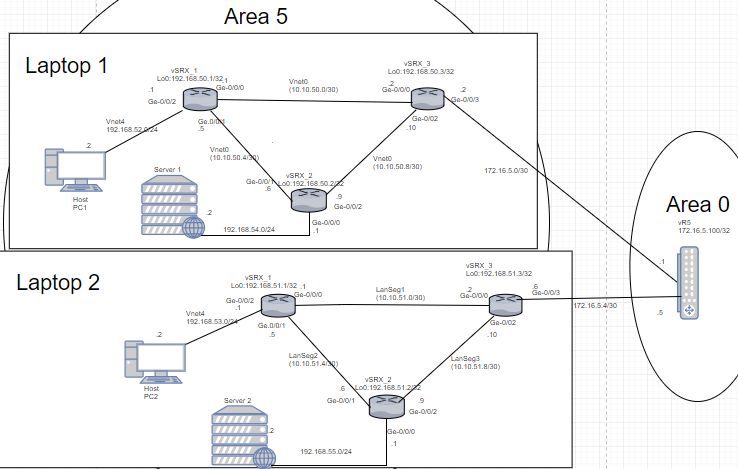 Area 5
Laptop 1
vSRX_1
Lo0:192.168.50.1/32
.1
Ge-0/0/0
.1
Ge-0/0/2
Vnet0
(10.10.50.0/30)
vSRX_3
Lo0:192.168.50.3/32
.2
Ge-0/0/0
.2
Ge-0/0/3
Vnet4
192.168.52.0/24
Ge.0/0/1
.5
Ge-0/02
.10
.2
Host
PC1
Vnet0
(10.10.50.4/30)
Vnet0
(10.10.50.8/30)
Server 1
vSRX_2
Ge-0/0/1
Lo0:192.168.50.2/32
.6
.9
Ge-0/0/2
.2
192.168.54.0/24
Ge-0/0/0
.1
172.16.5.0/30
Area 0
vR5
172.16.5.100/32
.1
.5
Laptop 2
vSRX_1
Lo0:192.168.51.1/32
.1
Ge-0/0/0
Ge-0/0/2
.1
LanSeg1
(10.10.51.0/30)
vSRX_3
Lo0:192.168.51.3/32
.2
Ge-0/0/0
.6
Ge-0/0/3
172.16.5.4/30
Vnet4
192.168.53.0/24
Ge.0/0/1
.5
Ge-0/02
.10
.2
Host
PC2
LanSeg2
(10.10.51.4/30)
LanSeg3
(10.10.51.8/30)
vSRX_2
Lo0:192.168.51.2/32
.6
Ge-0/0/1
.9
Ge-0/0/2
Server 2
.2
192.168.55.0/24
Ge-0/0/0
.1